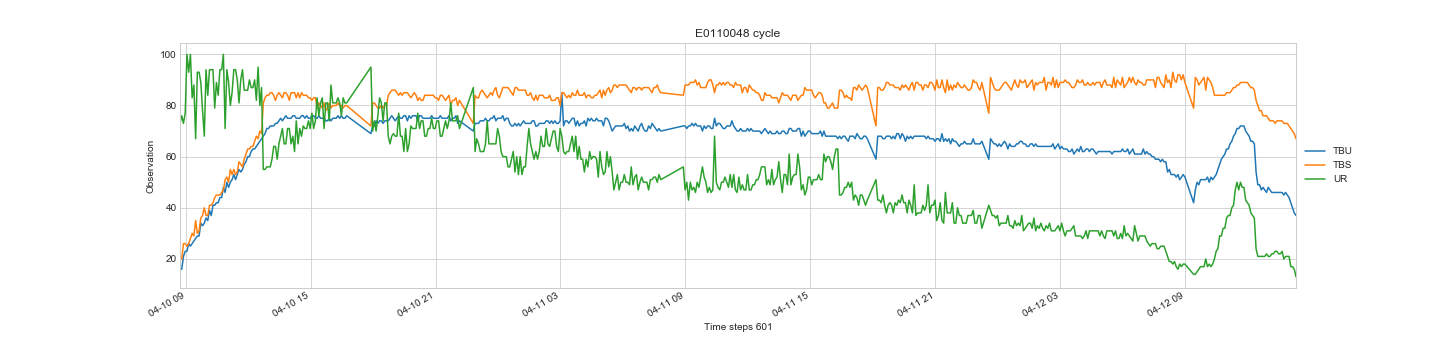 E0110048 cycle
Observation
100
80
60
40
20
04-10 09
04-10 15
04-10 21
04-11 03
04-11 09
04-11 15
04-11 21
04-12 03
04-12 09
Time steps 601
TBU
TBS
UR